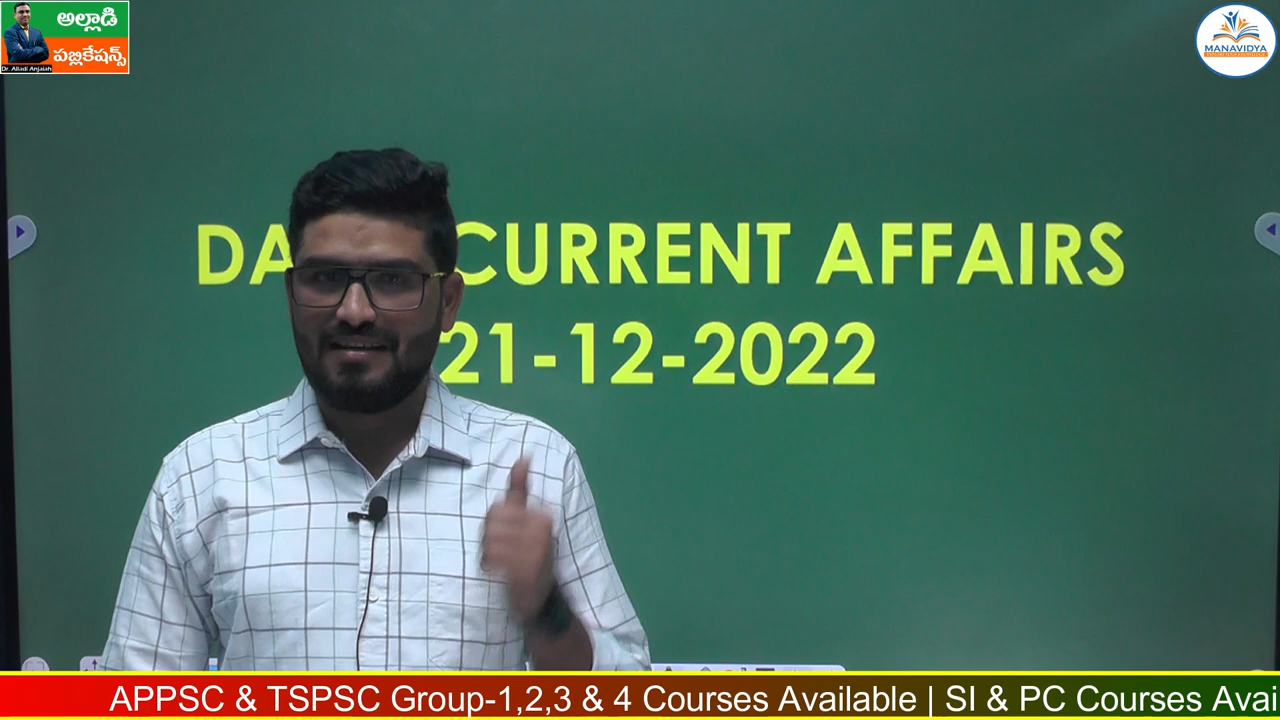 అల్లాడి
పబ్లికేషన్స్
Dr. Alladi Anjaiah
MANAVIDYA
DA CURRENT AFFAIRS
21-12-2022
APPSC & TSPSC Group-1,2,3 & 4 Courses Available | SI & PC Courses Avai